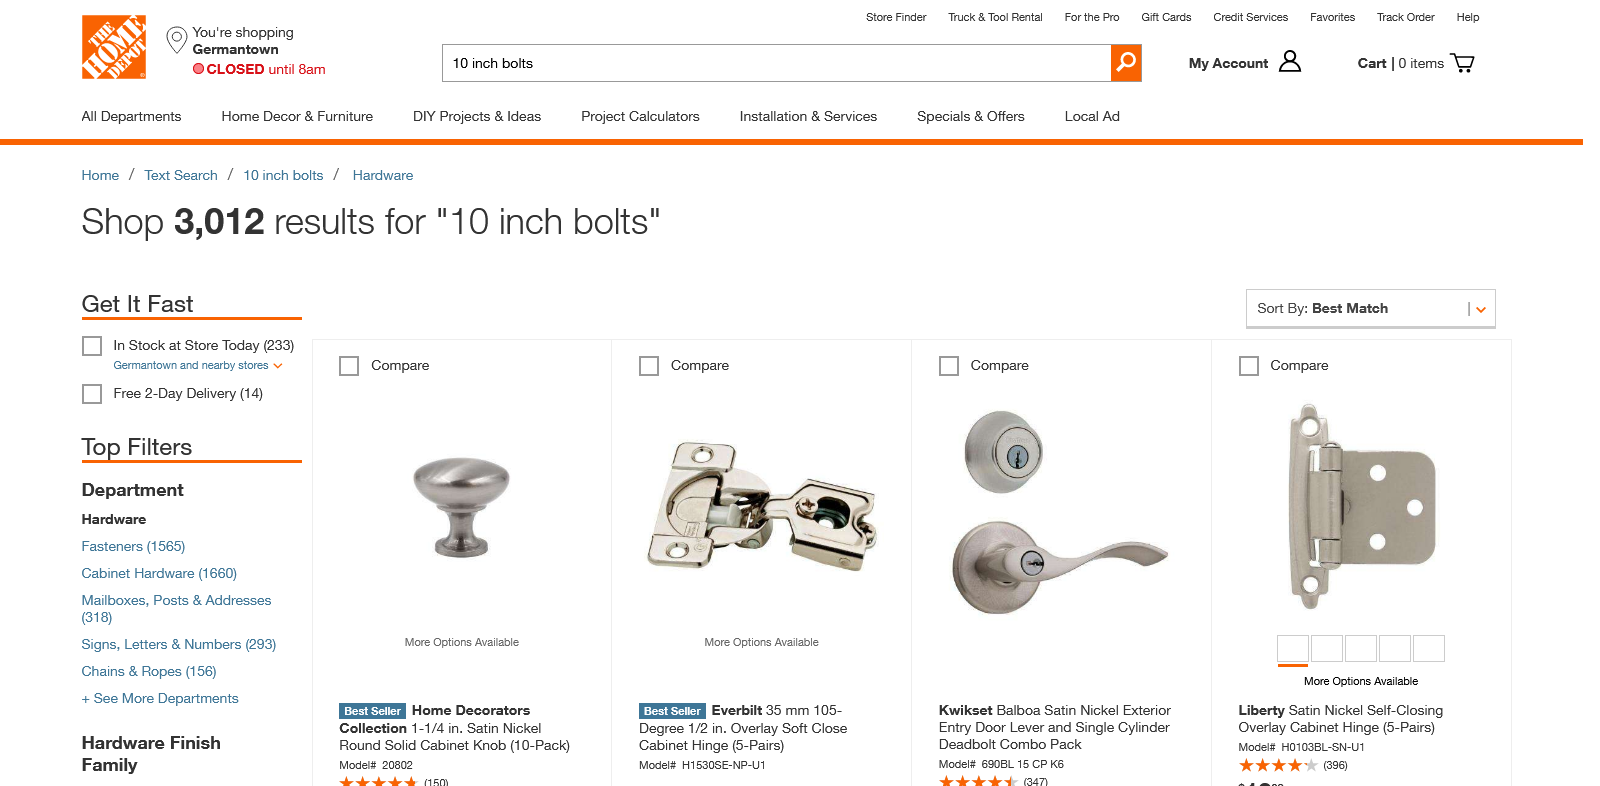 Store Finder
Truck & Tool Rental
For the Pro
Gift Cards
Credit Services
Favorites
Track Order
Help
THE
HOME
DEPOT
You're shopping
Germantown
CLOSED until 8am
10 inch bolts
My Account
Cart | 0 items
All Departments
Home Decor & Furniture
DIY Projects & Ideas
Project Calculators
Installation & Services
Specials & Offers
Local Ad
Home / Text Search / 10 inch bolts / Hardware
Shop 3,012 results for "10 inch bolts"
Get It Fast
In Stock at Store Today (233)
Germantown and nearby stores
Free 2-Day Delivery (14)
Top Filters
Department
Hardware
Fasteners (1565)
Cabinet Hardware (1660)
Mailboxes, Posts & Addresses
(318)
Signs, Letters & Numbers (293)
Chains & Ropes (156)
+ See More Departments
Hardware Finish
Family
Sort By: Best Match
Compare
More Options Available
Best Seller Home Decorators
Collection 1-1/4 in. Satin Nickel
Round Solid Cabinet Knob (10-Pack)
Model# 20802
(150)
Compare
More Options Available
Best Seller Everbilt 35 mm 105-
Degree 1/2 in. Overlay Soft Close
Cabinet Hinge (5-Pairs)
Model# H1530SE-NP-U1
Compare
Kwikset Balboa Satin Nickel Exterior
Entry Door Lever and Single Cylinder
Deadbolt Combo Pack
Model# 690BL 15 CP K6
(347)
Compare
More Options Available
Liberty Satin Nickel Self-Closing
Overlay Cabinet Hinge (5-Pairs)
Model# H0103BL-SN-U1
(396)